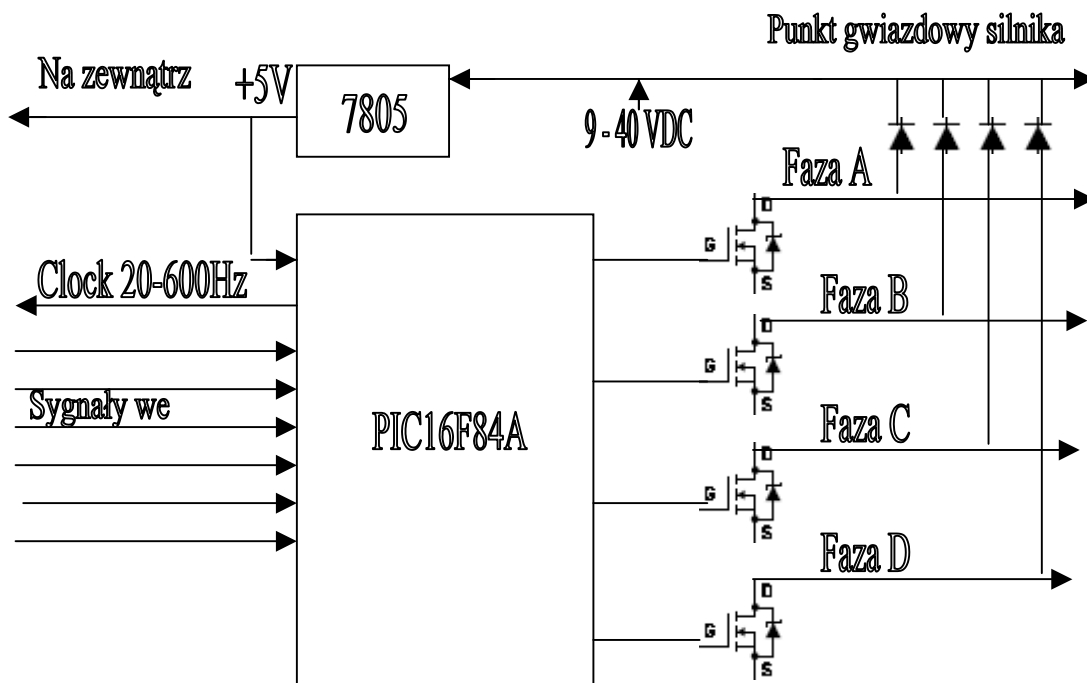 Punkt gwiazdowy silnika
Na zewnątrz
+5V
7805
9 - 40 VDC
Faza A
D
G
S
Clock 20-600Hz
Faza B
D
G
S
Sygnały we
PIC16F84A
Faza C
D
G
S
Faza D
D
G
S